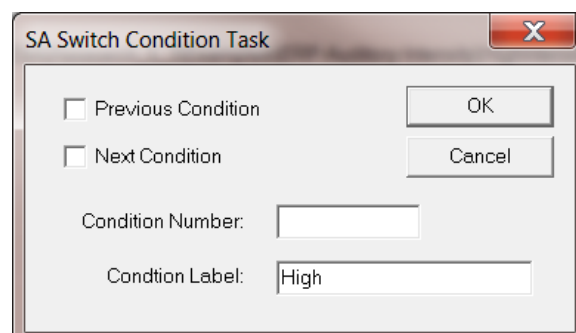 SA Switch Condition Task
Previous Condition
OK
Next Condition
Cancel
Condition Number:
Condtion Label: High